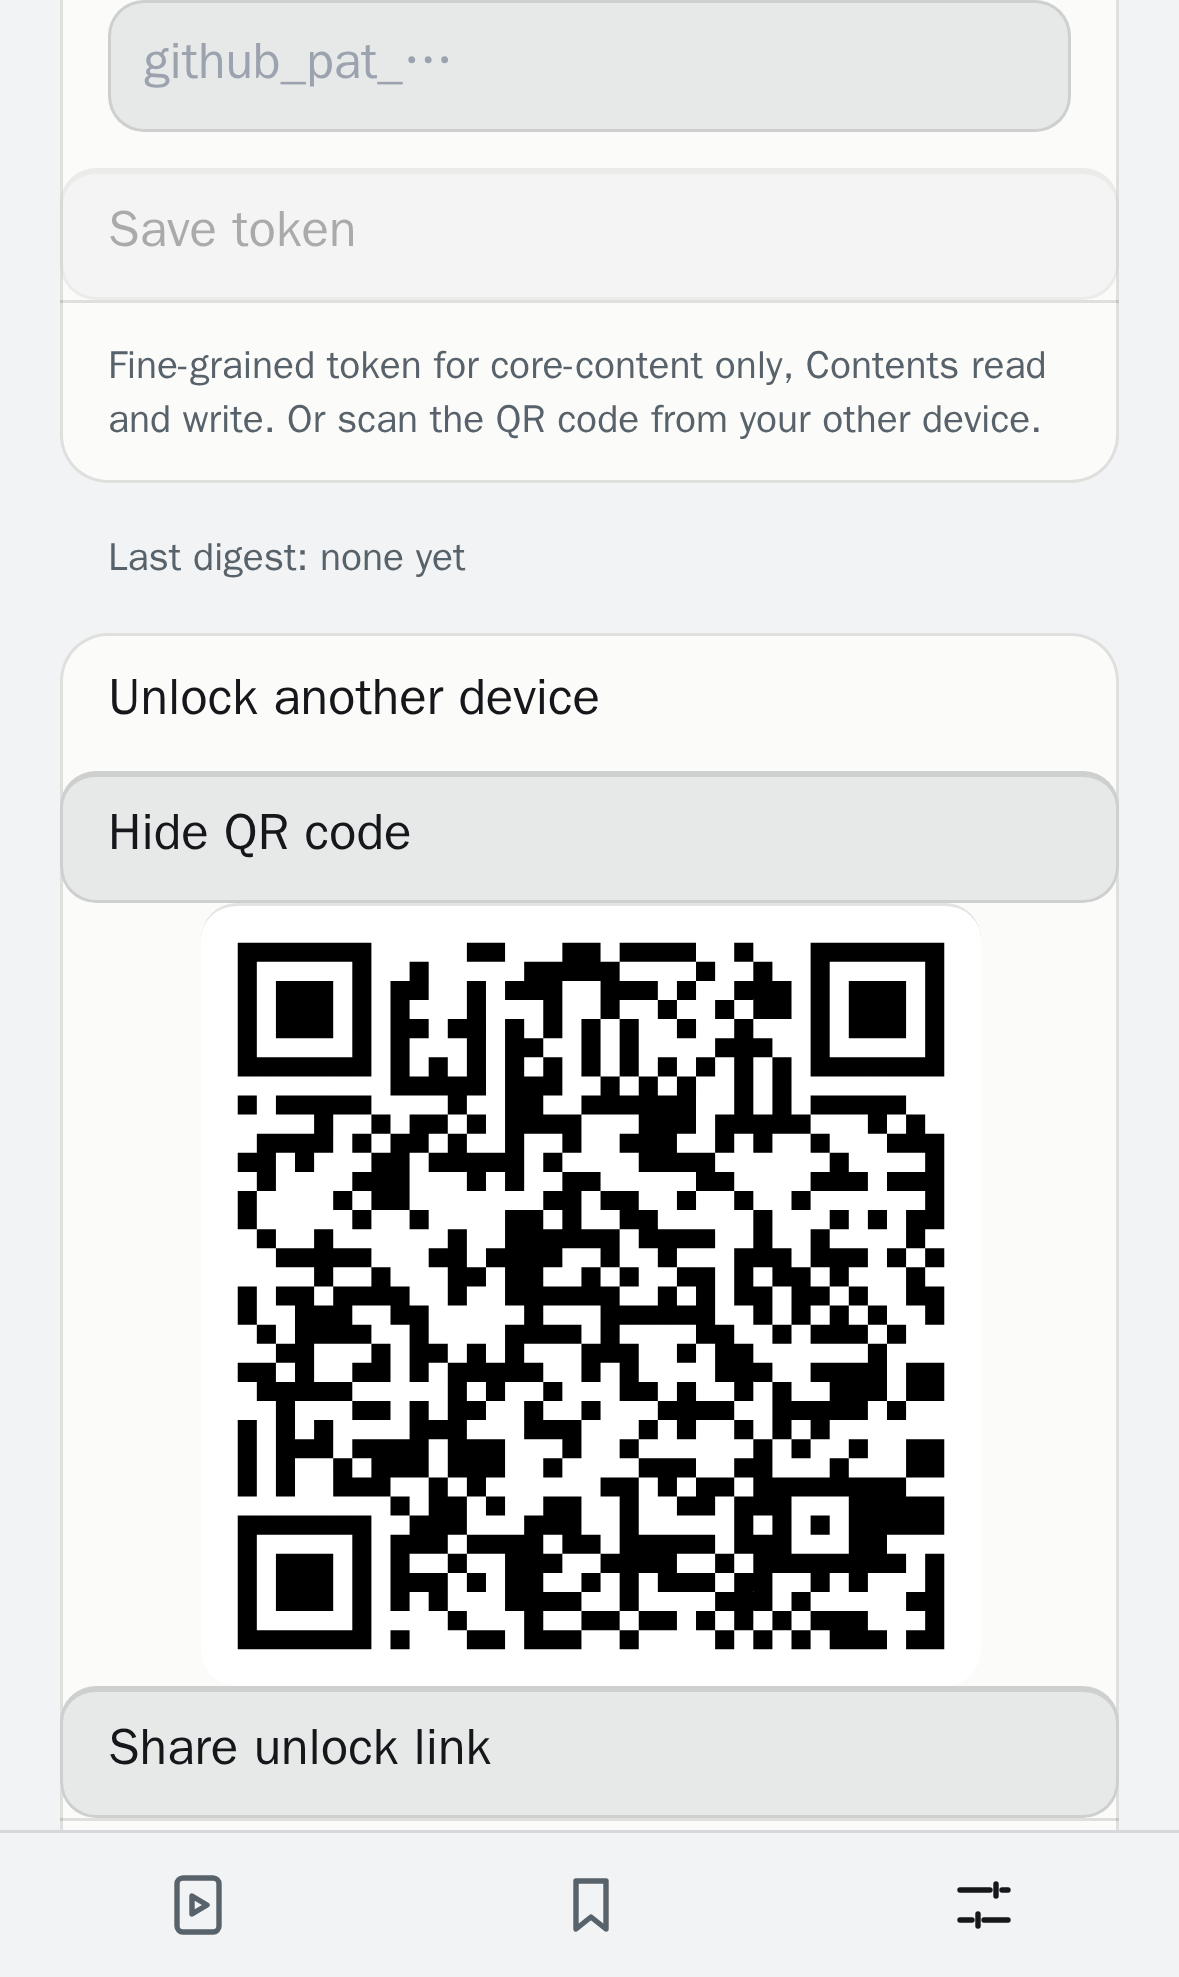 github_pat_…
Save token
Fine-grained token for core-content only, Contents read
and write. Or scan the QR code from your other device.
Last digest: none yet
Unlock another device
Hide QR code
Share unlock link